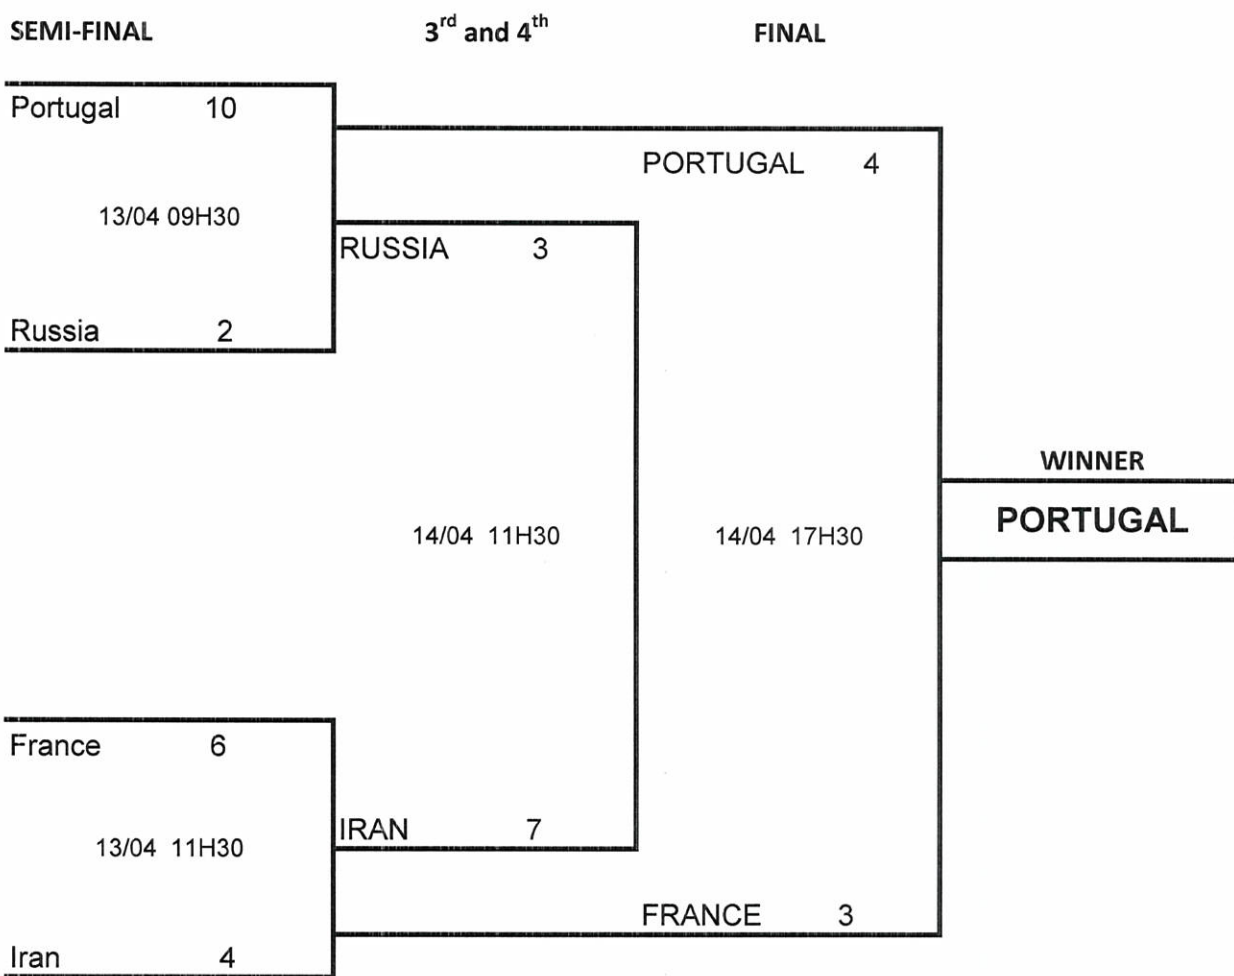 SEMI-FINAL 3rd and 4th FINAL
Portugal 10
PORTUGAL 4
13/04 09H30
RUSSIA 3
Russia 2
WINNER
PORTUGAL
14/04 11H30 14/04 17H30
France 6
IRAN 7
13/04 11H30
FRANCE 3
Iran 4